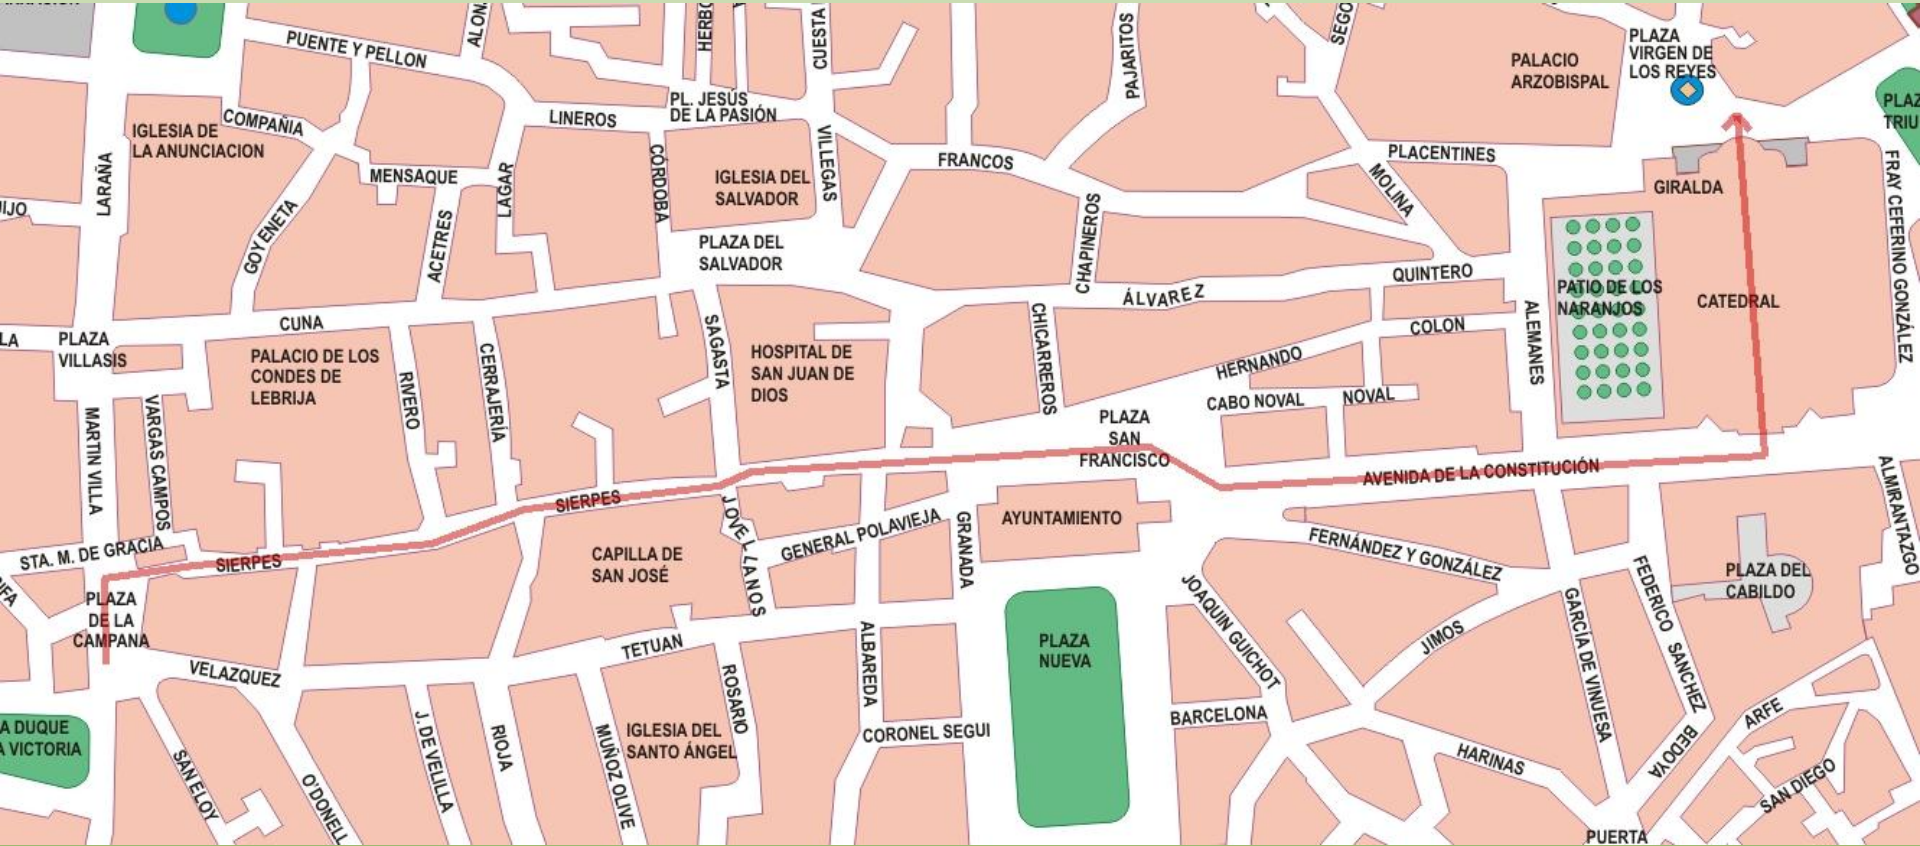 PUENTE Y PELLON
PLAZA
VIRGEN DE
LOS REYES
PALACIO
ARZOBISPAL
PAJARITOS
PL. JESÚS
DE LA PASIÓN
COMPAÑIA
LINEROS
IGLESIA DE
LA ANUNCIACION
VILLEGAS
FRANCOS
PLACENTINES
LARAÑA
MENSAQUE
LAGAR
CÓRDOBA
IGLESIA DEL
SALVADOR
MOLINA
GIRALDA
FRAY CEFERINO GONZÁLEZ
GOYENETA
ACETRES
PLAZA DEL
SALVADOR
CHAPINEROS
QUINTERO
ÁLVAREZ
PATIO DE LOS
NARANJOS
CATEDRAL
CUNA
PLAZA
VILLASIS
PALACIO DE LOS
CONDES DE
LEBRIJA
RIVERO
CERRAJERÍA
SAGASTA
HOSPITAL DE
SAN JUAN DE
DIOS
CHICARREROS
HERNANDO
COLON
ALEMANES
CABO NOVAL
NOVAL
MARTIN VILLA
VARGAS CAMPOS
PLAZA
SAN
FRANCISCO
AVENIDA DE LA CONSTITUCIÓN
SIERPES
JOVELLANOS
GENERAL POLAVIEJA
GRANADA
AYUNTAMIENTO
ALMIRANTAZGO
STA. M. DE GRACIA
SIERPES
CAPILLA DE
SAN JOSÉ
FERNÁNDEZ Y GONZÁLEZ
FEDERICO SANCHEZ
BEDOYA
PLAZA DEL
CABILDO
PLAZA
DE LA
CAMPANA
VELAZQUEZ
TETUAN
ALBAREDA
PLAZA
NUEVA
JOAQUIN GUICHOT
JIMOS
GARCÍA DE VINUESA
A DUQUE
A VICTORIA
SAN ELOY
O'DONELL
J. DE VELILLA
RIOJA
MUÑOZ OLIVE
IGLESIA DEL
SANTO ÁNGEL
ROSARIO
CORONEL SEGUI
BARCELONA
HARINAS
ARFE
SAN DIEGO
PUERTA